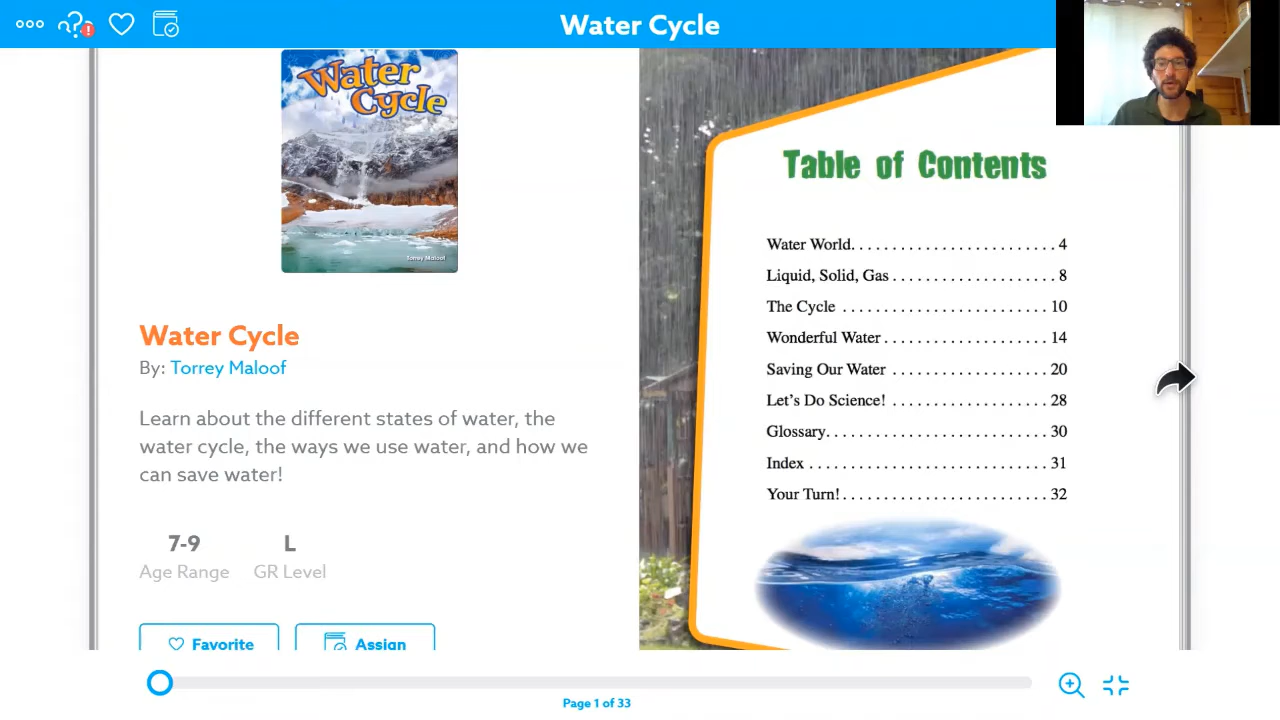 Water Cycle
Water
Cycle
Torrey Maloof
Water Cycle
By: Torrey Maloof
Learn about the different states of water, the
water cycle, the ways we use water, and how we
can save water!
7-9 L
Age Range GR Level
Favorite Assign
Table of Contents
Water World. . . . . . . . . . . . . . . . . . . . . . . . . 4
Liquid, Solid, Gas . . . . . . . . . . . . . . . . . . . . 8
The Cycle . . . . . . . . . . . . . . . . . . . . . . . . . 10
Wonderful Water . . . . . . . . . . . . . . . . . . . . 14
Saving Our Water . . . . . . . . . . . . . . . . . . . 20
Let's Do Science! . . . . . . . . . . . . . . . . . . . 28
Glossary. . . . . . . . . . . . . . . . . . . . . . . . . . . 30
Index . . . . . . . . . . . . . . . . . . . . . . . . . . . . . 31
Your Turn!. . . . . . . . . . . . . . . . . . . . . . . . . 32
Page 1 of 33